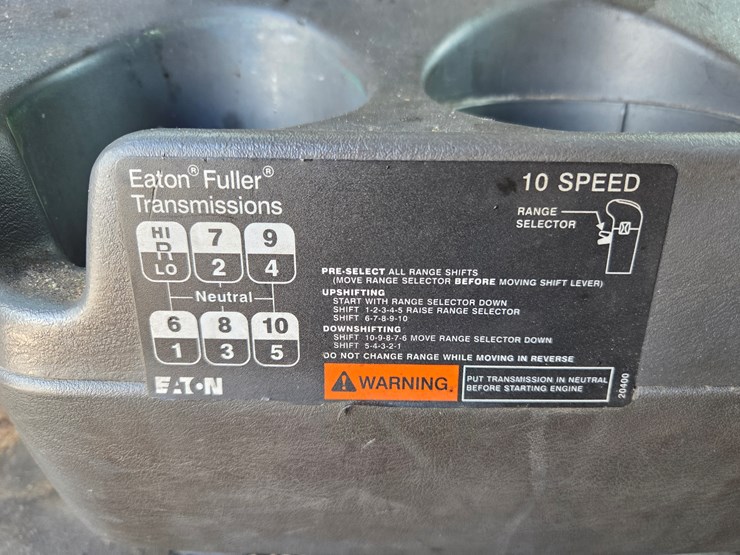 Eaton® Fuller®
Transmissions
10 SPEED
RANGE
SELECTOR
HI
R
LO
7
2
9
4
Neutral
6
1
8
3
10
5
PRE-SELECT ALL RANGE SHIFTS
(MOVE RANGE SELECTOR BEFORE MOVING SHIFT LEVER)
UPSHIFTING
START WITH RANGE SELECTOR DOWN
SHIFT 1-2-3-4-5 RAISE RANGE SELECTOR
SHIFT 6-7-8-9-10
DOWNSHIFTING
SHIFT 10-9-8-7-6 MOVE RANGE SELECTOR DOWN
SHIFT 5-4-3-2-1
DO NOT CHANGE RANGE WHILE MOVING IN REVERSE
EATON
WARNING.
PUT TRANSMISSION IN NEUTRAL
BEFORE STARTING ENGINE
20400